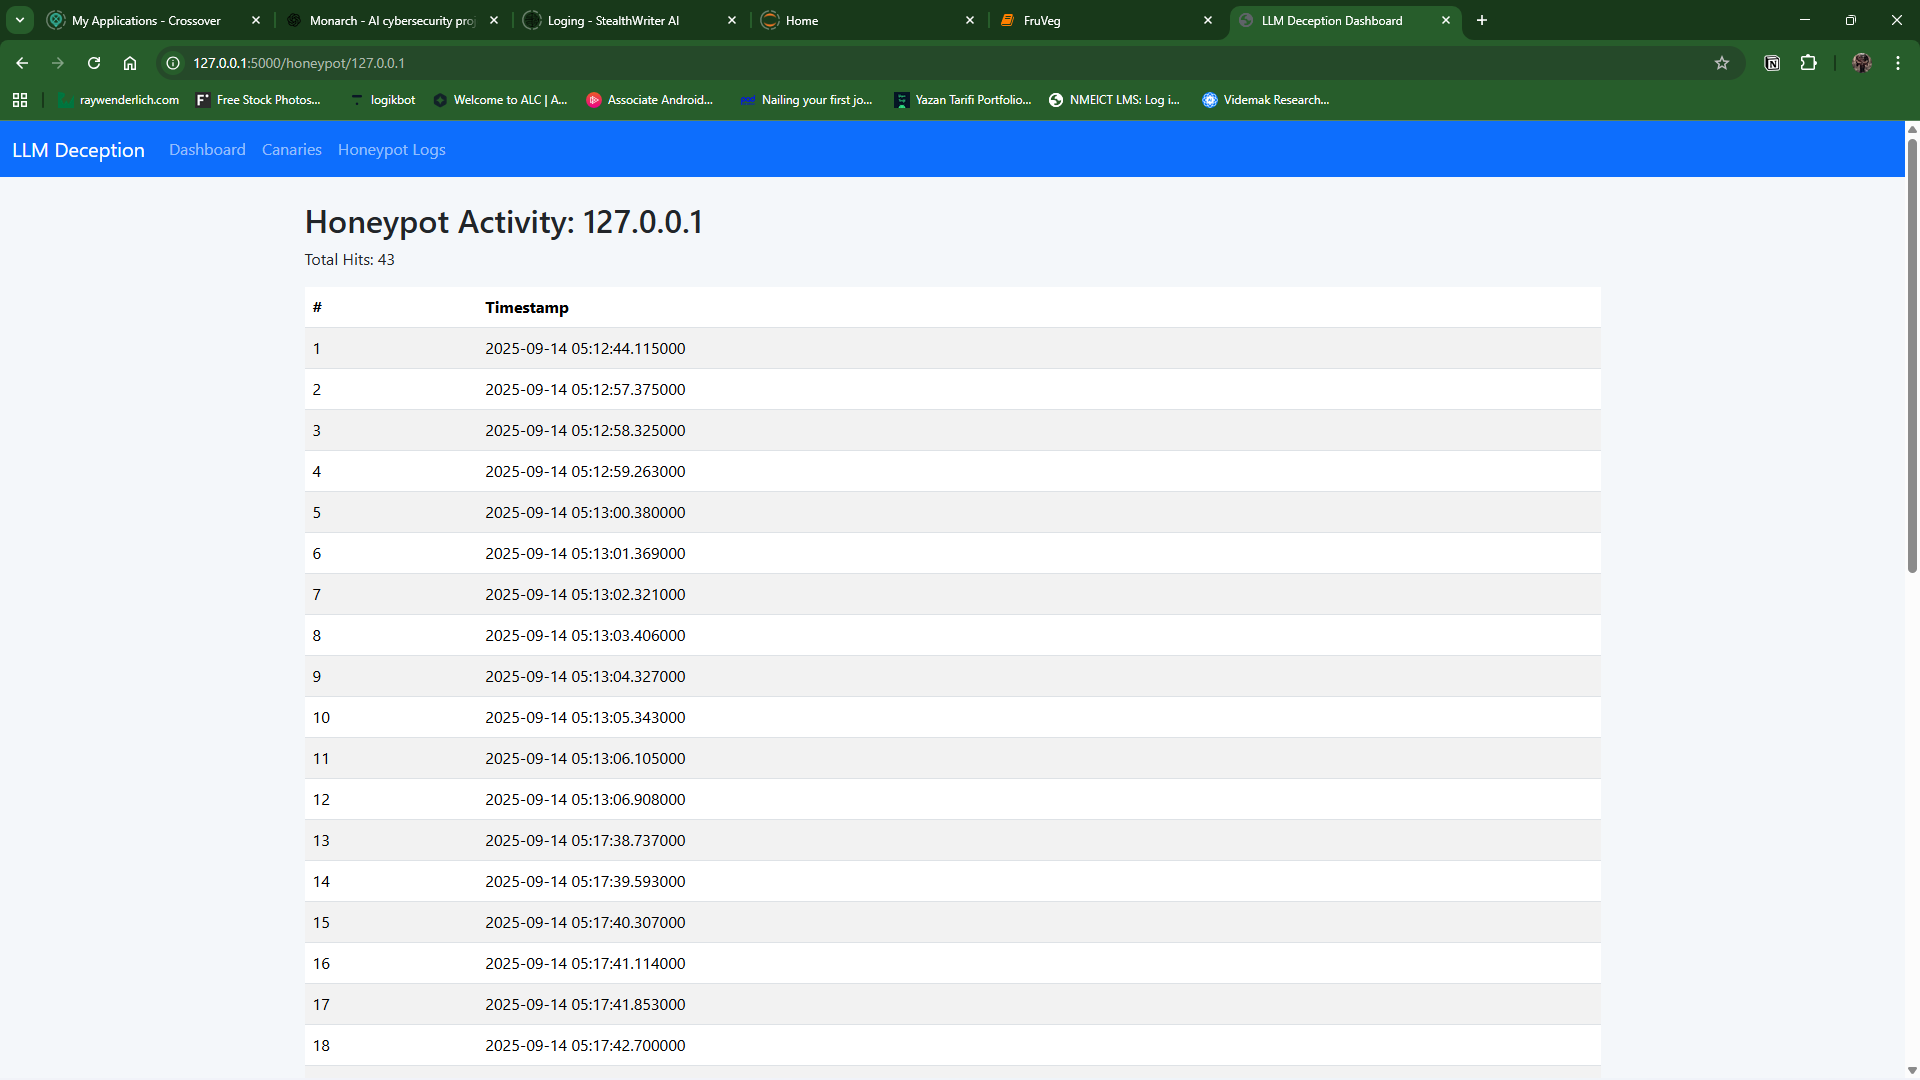 My Applications - Crossover
Monarch - AI cybersecurity proj
Loging - StealthWriter AI
Home
FruVeg
LLM Deception Dashboard
127.0.0.1:5000/honeypot/127.0.0.1
raywenderlich.com
Free Stock Photos...
logikbot
Welcome to ALC | A...
Associate Android...
pod Nailing your first jo...
Yazan Tarifi Portfolio...
NMEICT LMS: Log i...
Videmak Research...
LLM Deception
Dashboard
Canaries
Honeypot Logs
Honeypot Activity: 127.0.0.1
Total Hits: 43
# Timestamp
1 2025-09-14 05:12:44.115000
2 2025-09-14 05:12:57.375000
3 2025-09-14 05:12:58.325000
4 2025-09-14 05:12:59.263000
5 2025-09-14 05:13:00.380000
6 2025-09-14 05:13:01.369000
7 2025-09-14 05:13:02.321000
8 2025-09-14 05:13:03.406000
9 2025-09-14 05:13:04.327000
10 2025-09-14 05:13:05.343000
11 2025-09-14 05:13:06.105000
12 2025-09-14 05:13:06.908000
13 2025-09-14 05:17:38.737000
14 2025-09-14 05:17:39.593000
15 2025-09-14 05:17:40.307000
16 2025-09-14 05:17:41.114000
17 2025-09-14 05:17:41.853000
18 2025-09-14 05:17:42.700000